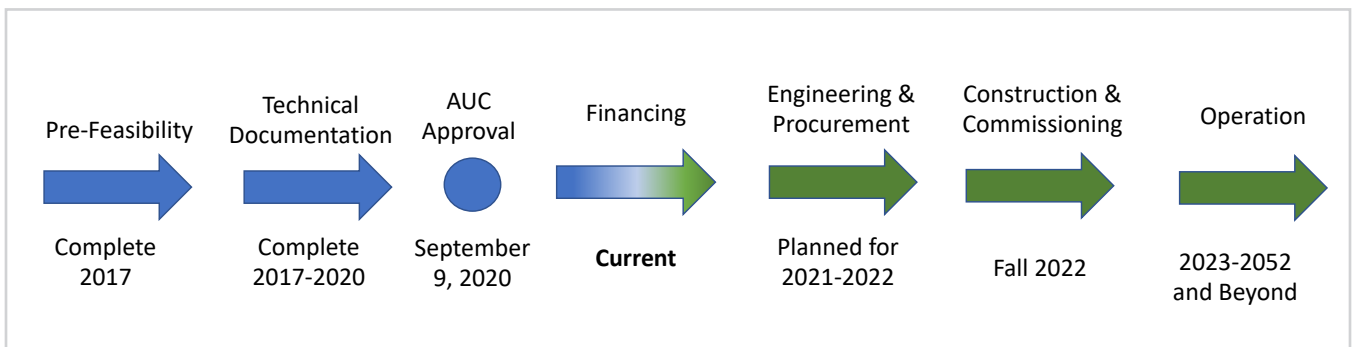 Pre-Feasibility
Complete
2017
Technical
Documentation
Complete
2017-2020
AUC
Approval
September
9, 2020
Financing
Current
Engineering &
Procurement
Planned for
2021-2022
Construction &
Commissioning
Fall 2022
Operation
2023-2052
and Beyond